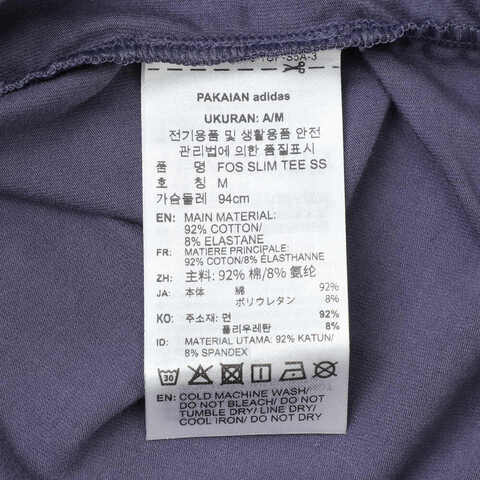 PAKAIAN adidas
UKURAN: A/M
전기용품 및 생활용품 안전
관리법에 의한 품질표시
품 명 FOS SLIM TEE SS
호 칭 M
가슴둘레 94cm
EN: MAIN MATERIAL:
92% COTTON/
8% ELASTANE
FR: MATIÈRE PRINCIPALE:
92% COTON/8% ÉLASTHANNE
ZH: 主料: 92% 棉/8% 氨纶
JA: 本体 綿 92%
ポリウレタン 8%
KO: 주소재: 면 92%
폴리우레탄 8%
ID: MATERIAL UTAMA: 92% KATUN/
8% SPANDEX
30
EN: COLD MACHINE WASH/
DO NOT BLEACH/ DO NOT
TUMBLE DRY/ LINE DRY/
COOL IRON/ DO NOT DRY